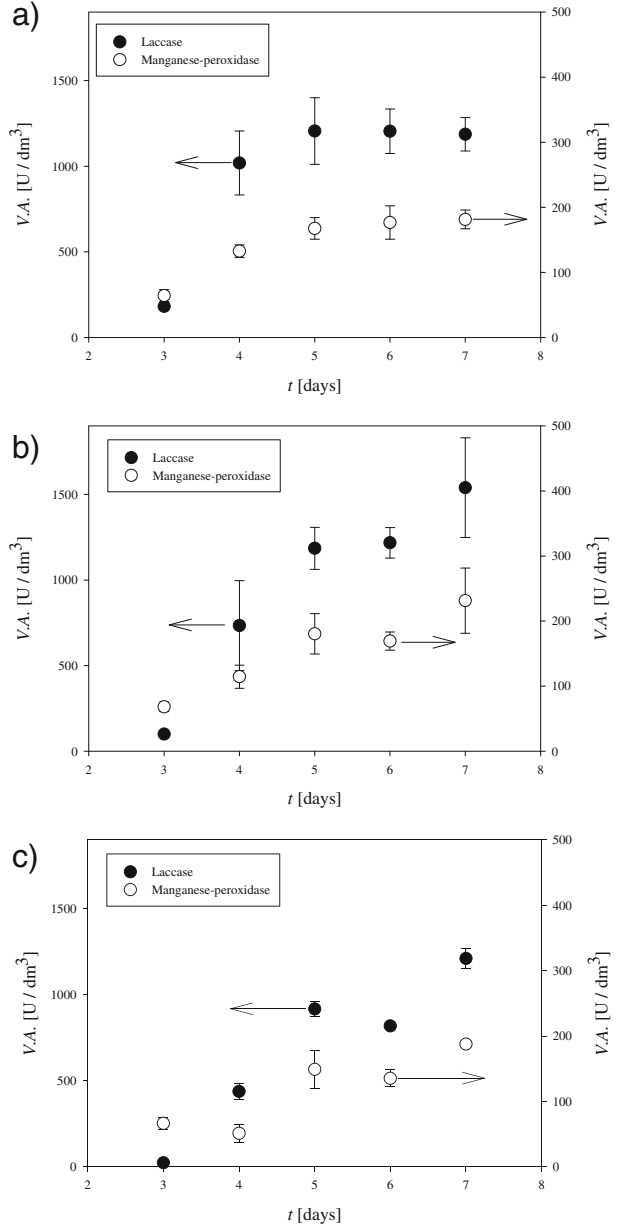 a)
Laccase
Manganese-peroxidase
V.A. [U / dm³]
0
500
1000
1500
V.A. [U / dm³]
0
100
200
300
400
500
2 3 4 5 6 7 8
t [days]
b)
Laccase
Manganese-peroxidase
V.A. [U / dm³]
0
500
1000
1500
V.A. [U / dm³]
0
100
200
300
400
500
2 3 4 5 6 7 8
t [days]
c)
Laccase
Manganese-peroxidase
V.A. [U / dm³]
0
500
1000
1500
V.A. [U / dm³]
0
100
200
300
400
500
2 3 4 5 6 7 8
t [days]